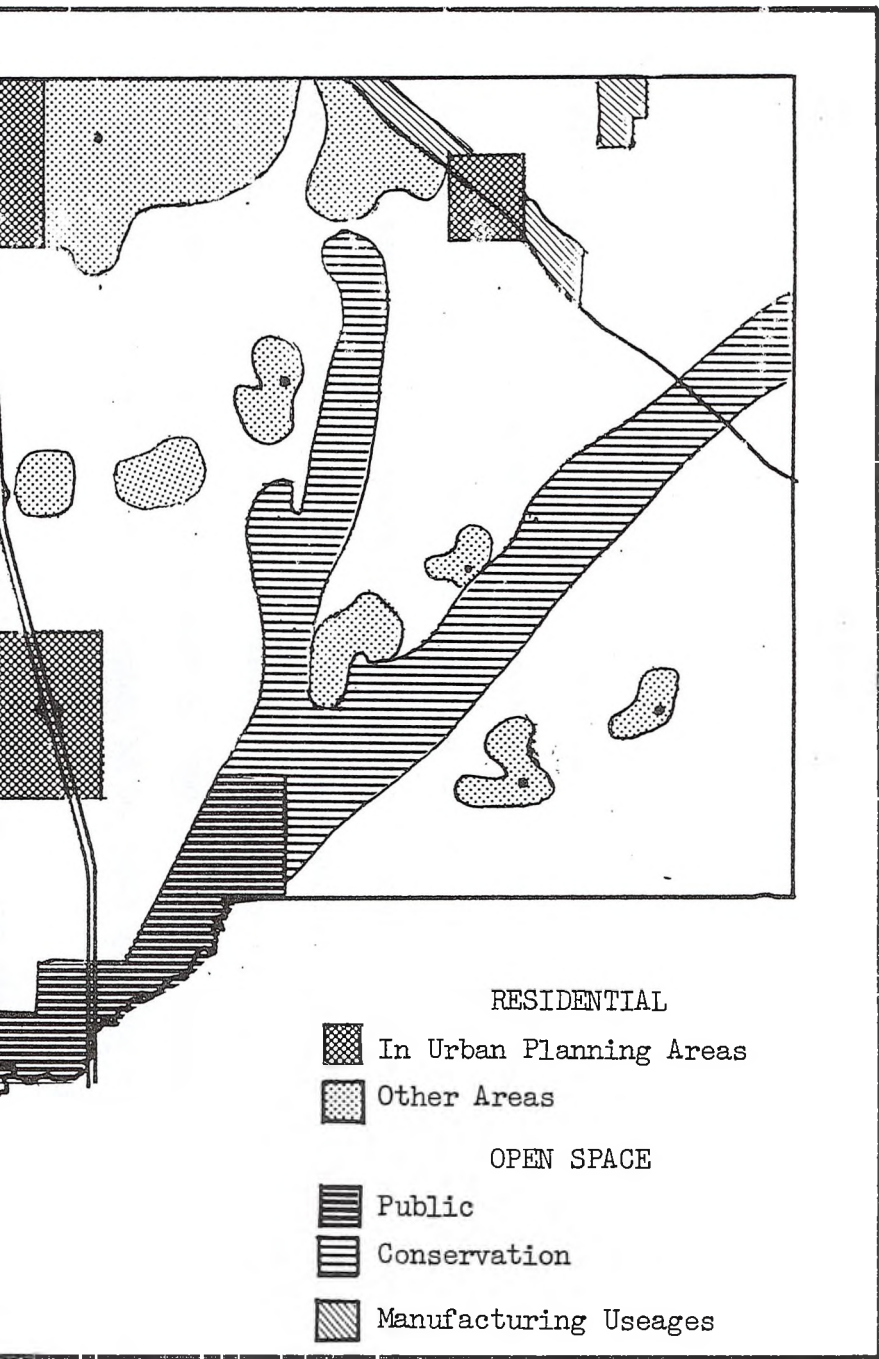 RESIDENTIAL
In Urban Planning Areas
Other Areas
OPEN SPACE
Public
Conservation
Manufacturing Useages